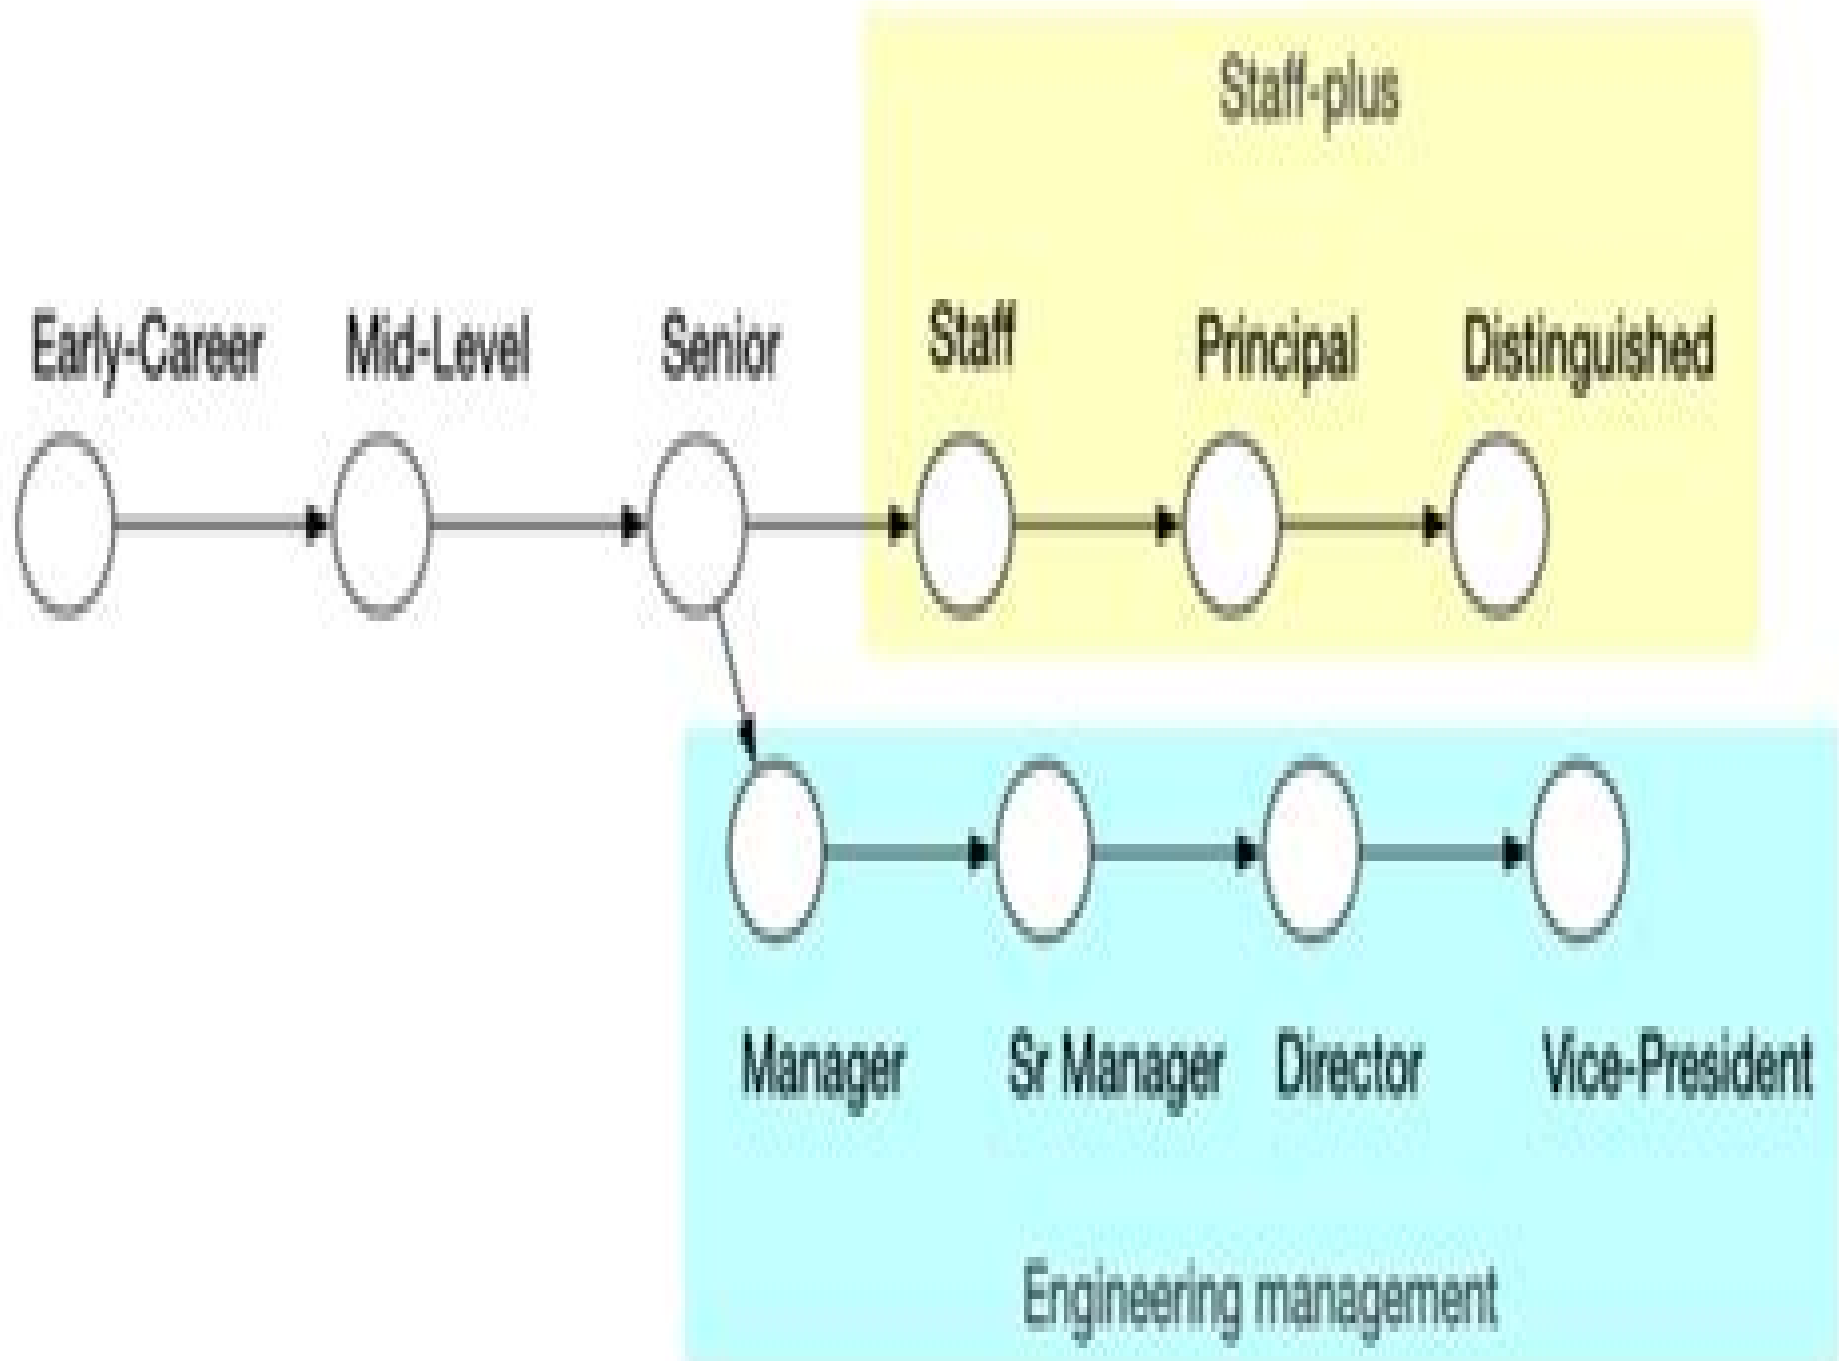 Staff-plus
Early-Career Mid-Level Senior Staff Principal Distinguished
Manager Sr Manager Director Vice-President
Engineering management